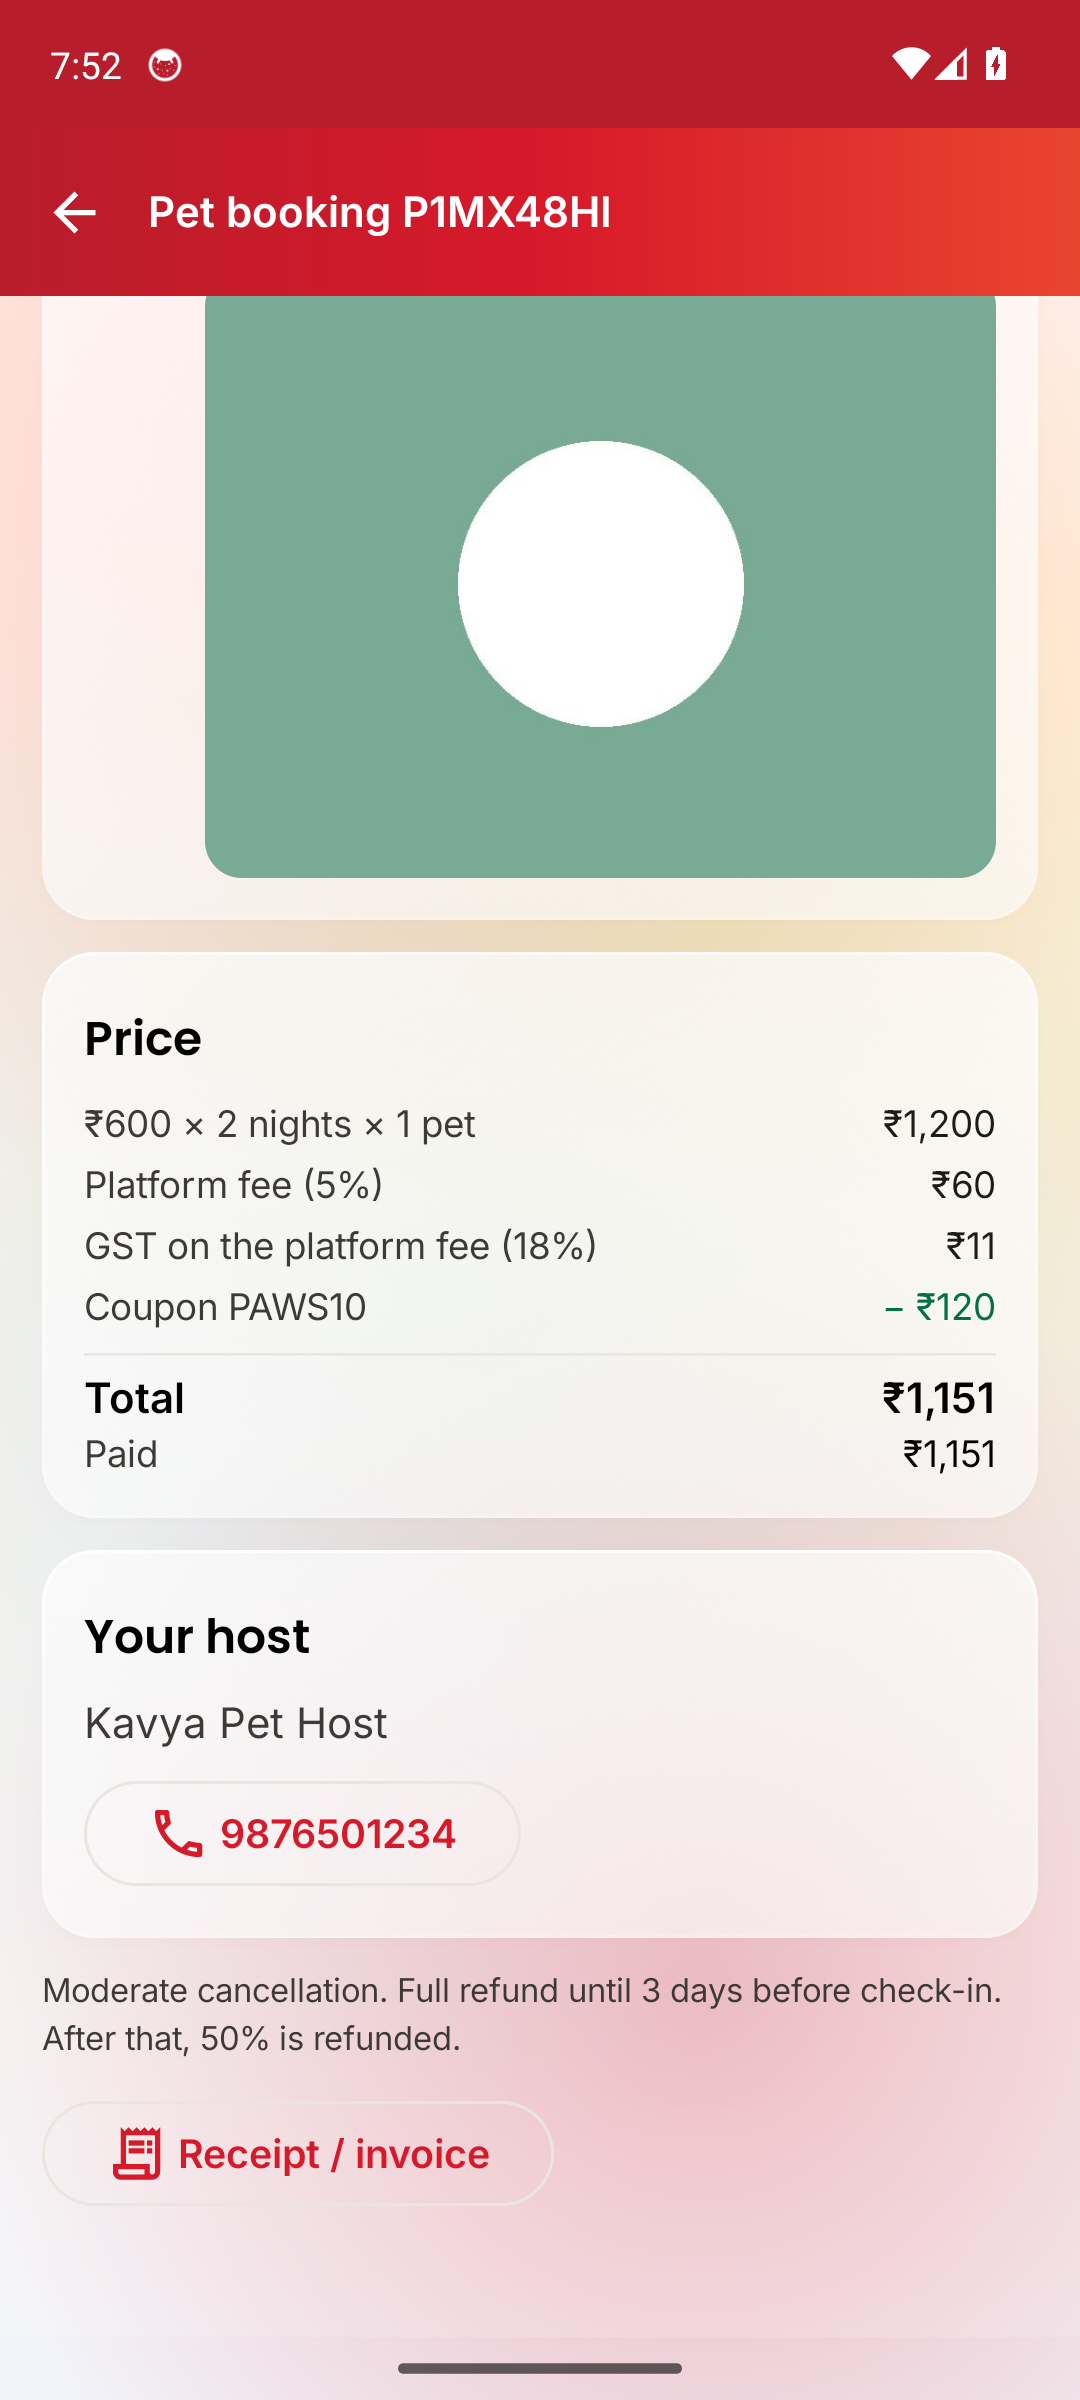 7:52
Pet booking P1MX48HI
Price
₹600 × 2 nights × 1 pet ₹1,200
Platform fee (5%) ₹60
GST on the platform fee (18%) ₹11
Coupon PAWS10 – ₹120
Total ₹1,151
Paid ₹1,151
Your host
Kavya Pet Host
9876501234
Moderate cancellation. Full refund until 3 days before check-in.
After that, 50% is refunded.
Receipt / invoice